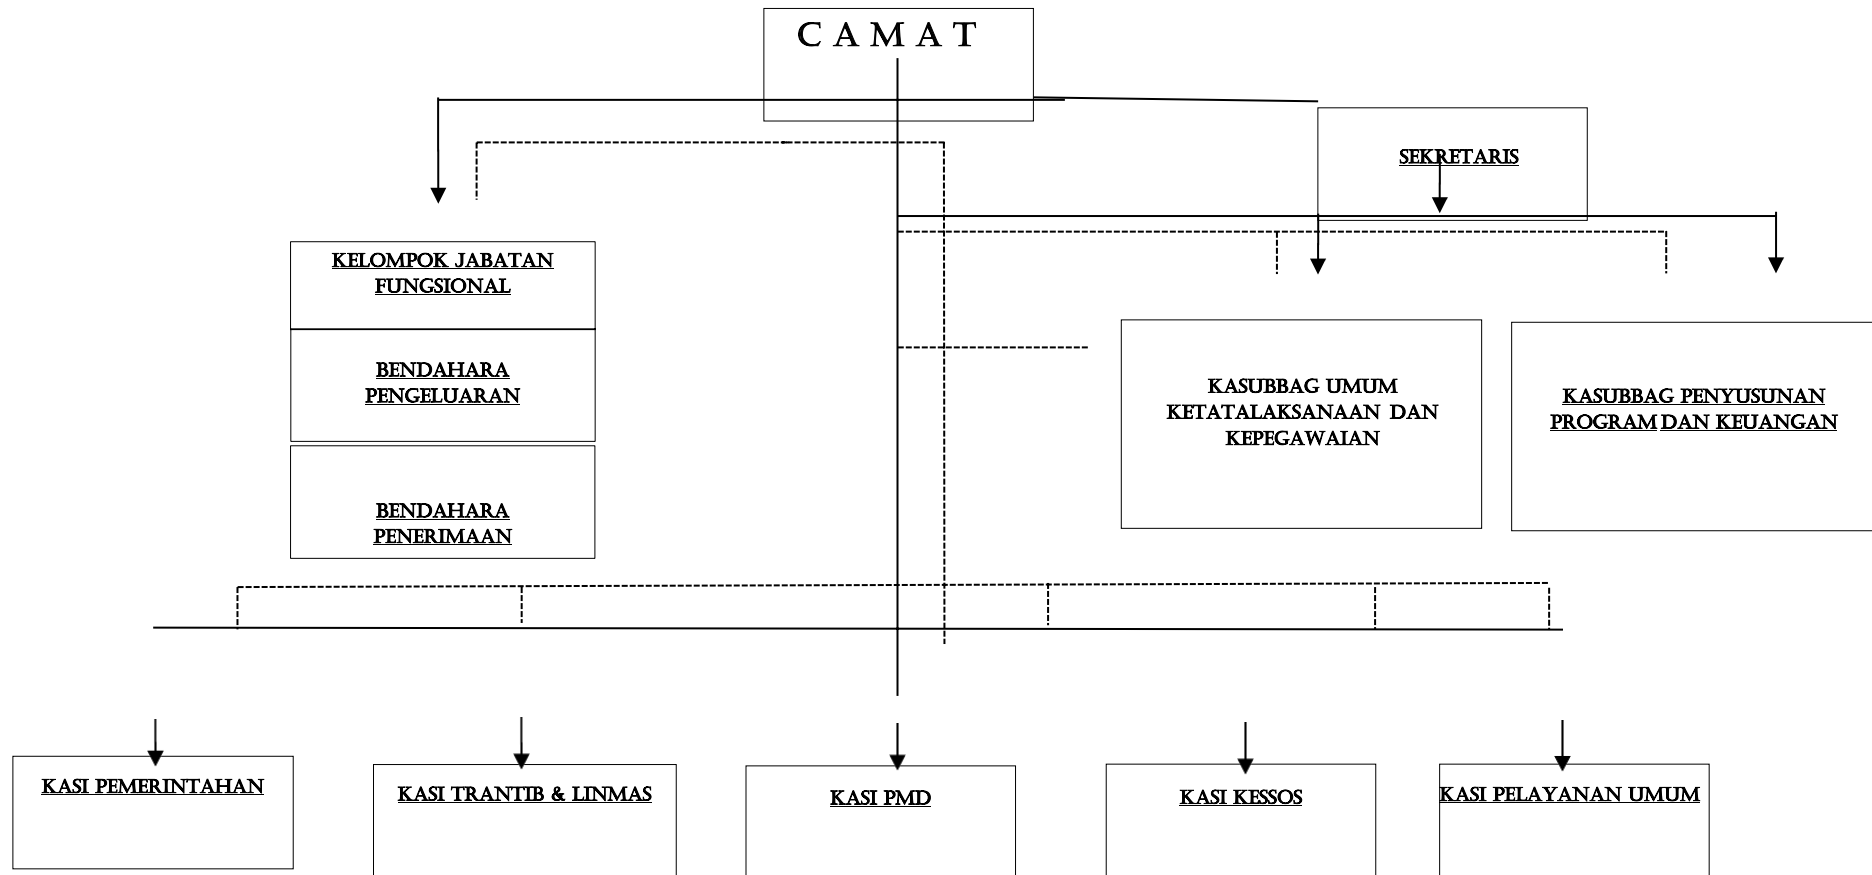 C A M A T
SEKRETARIS
KELOMPOK JABATAN
FUNGSIONAL
BENDAHARA
PENGELUARAN
BENDAHARA
PENERIMAAN
KASUBBAG UMUM
KETATALAKSANAAN DAN
KEPEGAWAIAN
KASUBBAG PENYUSUNAN
PROGRAM DAN KEUANGAN
KASI PEMERINTAHAN
KASI TRANTIB & LINMAS
KASI PMD
KASI KESSOS
KASI PELAYANAN UMUM